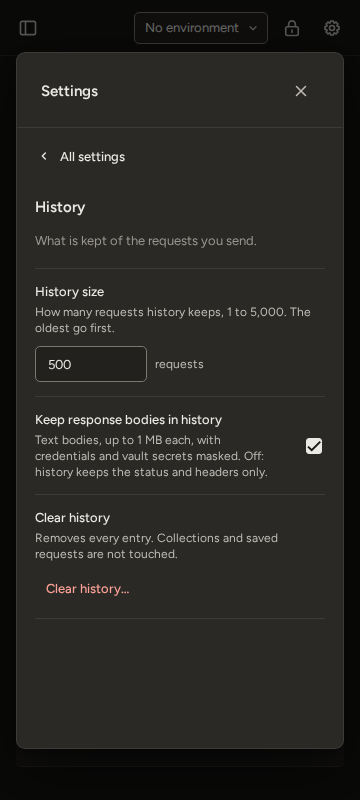 No environment
Settings
All settings
History
What is kept of the requests you send.
History size
How many requests history keeps, 1 to 5,000. The
oldest go first.
500 requests
Keep response bodies in history
Text bodies, up to 1 MB each, with
credentials and vault secrets masked. Off:
history keeps the status and headers only.
Clear history
Removes every entry. Collections and saved
requests are not touched.
Clear history...